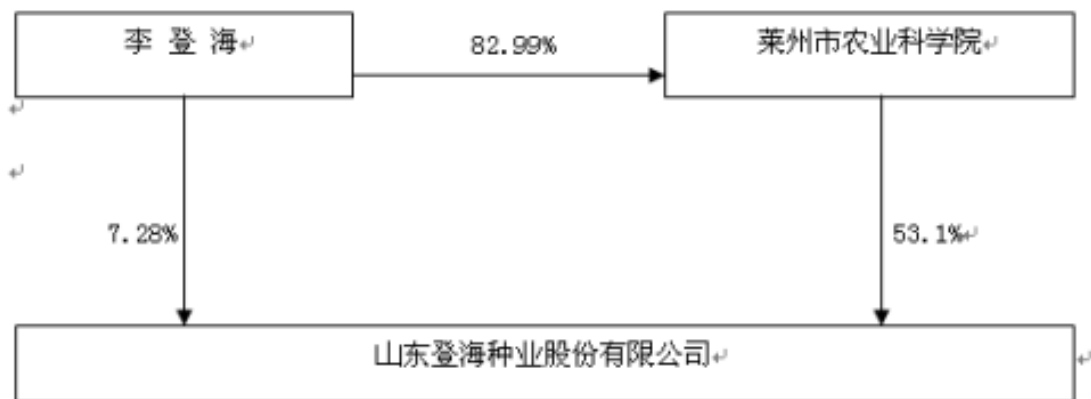 李 登 海
82.99%
莱州市农业科学院
7.28%
53.1%
山东登海种业股份有限公司